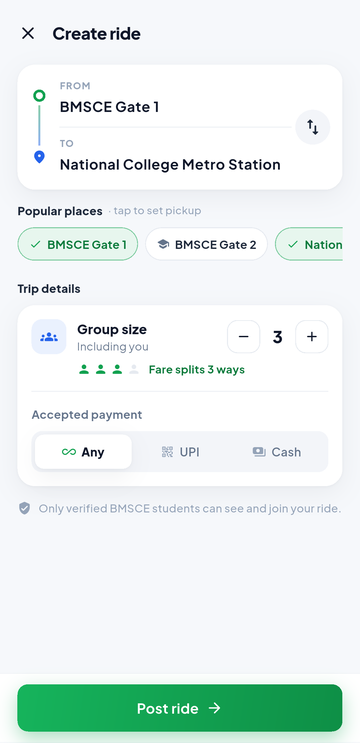 Create ride
FROM
BMSCE Gate 1
TO
National College Metro Station
Popular places · tap to set pickup
BMSCE Gate 1
BMSCE Gate 2
Nation
Trip details
Group size
Including you
3
Fare splits 3 ways
Accepted payment
Any
UPI
Cash
Only verified BMSCE students can see and join your ride.
Post ride